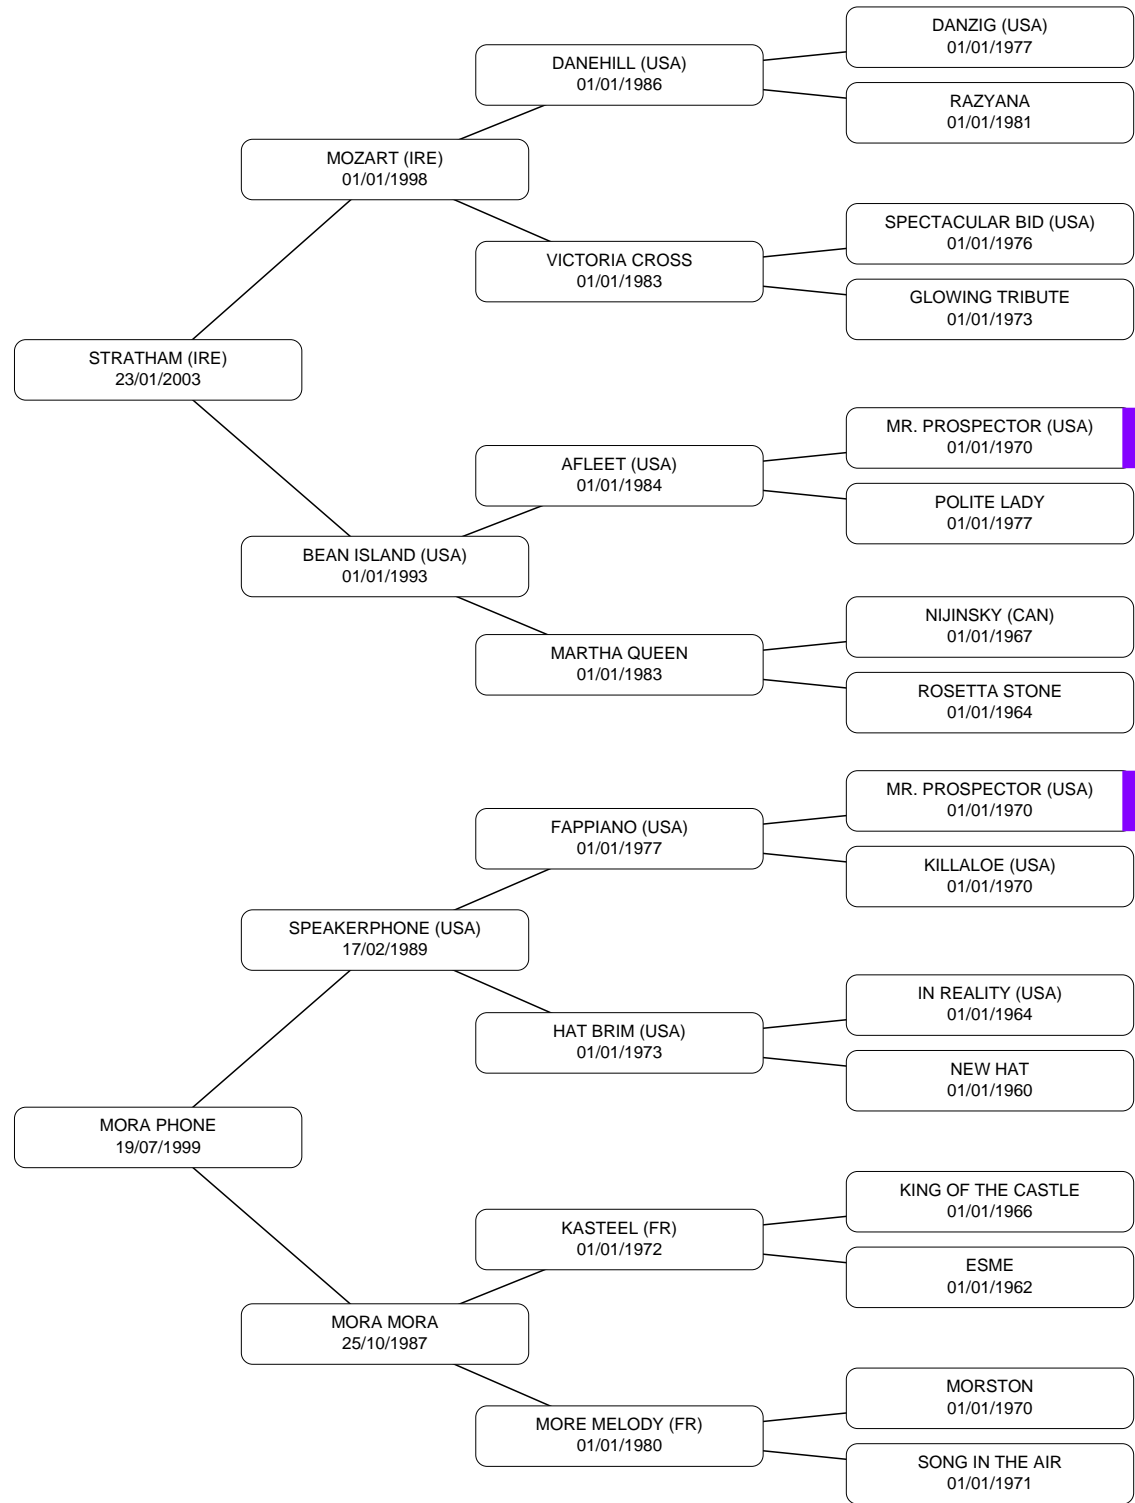 DANZIG (USA)
01/01/1977
DANEHILL (USA)
01/01/1986
RAZYANA
01/01/1981
MOZART (IRE)
01/01/1998
SPECTACULAR BID (USA)
01/01/1976
VICTORIA CROSS
01/01/1983
GLOWING TRIBUTE
01/01/1973
STRATHAM (IRE)
23/01/2003
MR. PROSPECTOR (USA)
01/01/1970
AFLEET (USA)
01/01/1984
POLITE LADY
01/01/1977
BEAN ISLAND (USA)
01/01/1993
NIJINSKY (CAN)
01/01/1967
MARTHA QUEEN
01/01/1983
ROSETTA STONE
01/01/1964
MR. PROSPECTOR (USA)
01/01/1970
FAPPIANO (USA)
01/01/1977
KILLALOE (USA)
01/01/1970
SPEAKERPHONE (USA)
17/02/1989
IN REALITY (USA)
01/01/1964
HAT BRIM (USA)
01/01/1973
NEW HAT
01/01/1960
MORA PHONE
19/07/1999
KING OF THE CASTLE
01/01/1966
KASTEEL (FR)
01/01/1972
ESME
01/01/1962
MORA MORA
25/10/1987
MORSTON
01/01/1970
MORE MELODY (FR)
01/01/1980
SONG IN THE AIR
01/01/1971